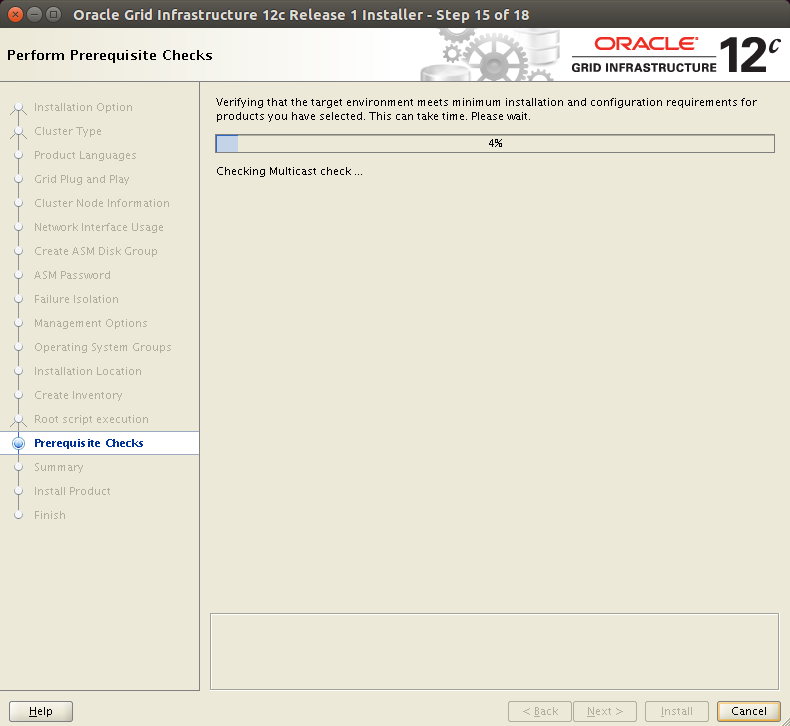 Oracle Grid Infrastructure 12c Release 1 Installer - Step 15 of 18
Perform Prerequisite Checks
ORACLE®
GRID INFRASTRUCTURE
12c
Installation Option
Cluster Type
Product Languages
Grid Plug and Play
Cluster Node Information
Network Interface Usage
Create ASM Disk Group
ASM Password
Failure Isolation
Management Options
Operating System Groups
Installation Location
Create Inventory
Root script execution
Prerequisite Checks
Summary
Install Product
Finish
Verifying that the target environment meets minimum installation and configuration requirements for
products you have selected. This can take time. Please wait.
4%
Checking Multicast check ...
Help
< Back
Next >
Install
Cancel